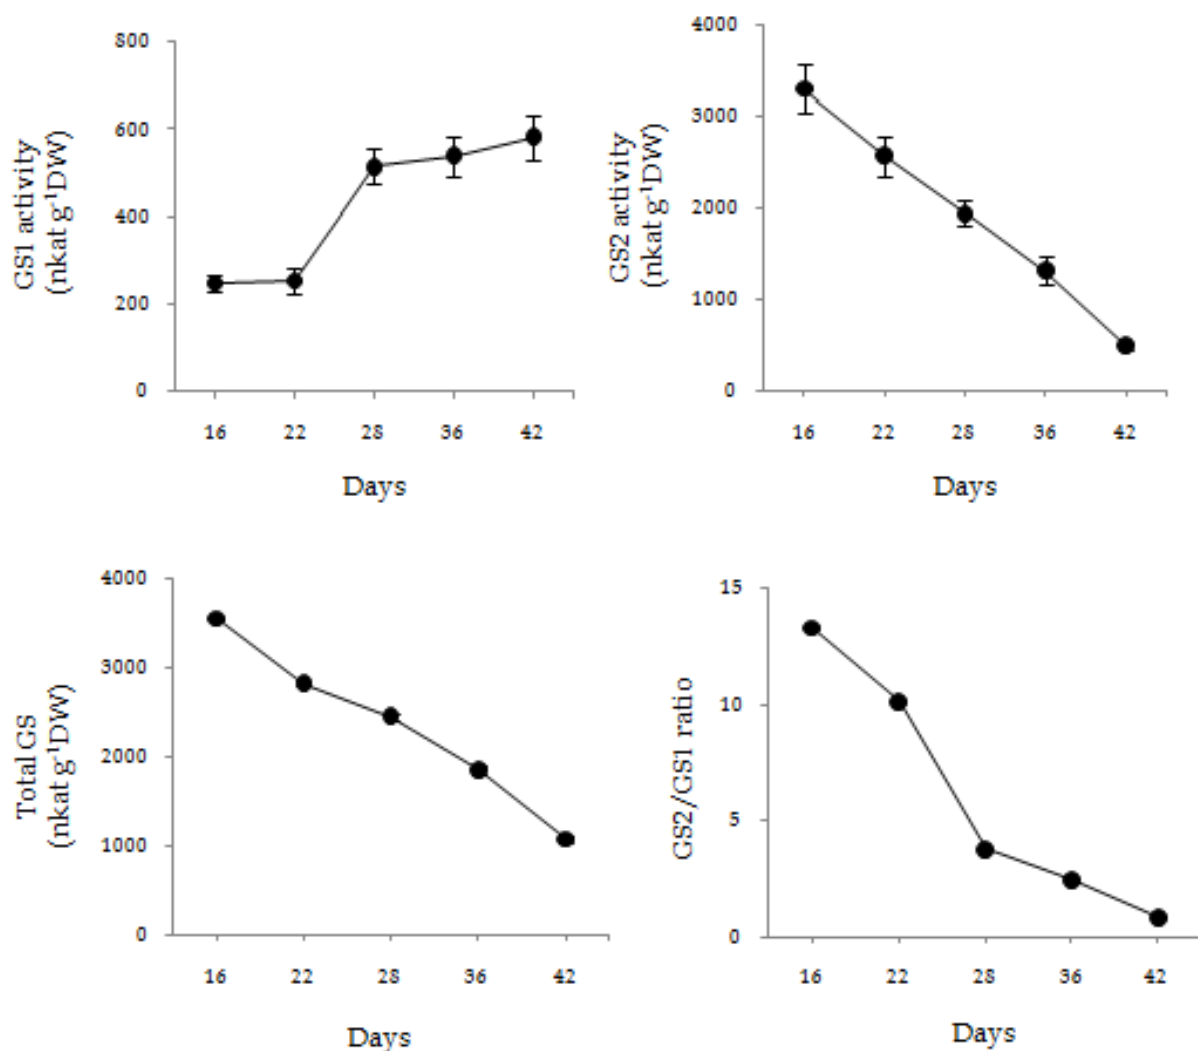 GS1 activity
(nkat g⁻¹DW)
800
600
400
200
0
16 22 28 36 42
Days
GS2 activity
(nkat g⁻¹DW)
4000
3000
2000
1000
0
16 22 28 36 42
Days
Total GS
(nkat g⁻¹DW)
4000
3000
2000
1000
0
16 22 28 36 42
Days
GS2/GS1 ratio
15
10
5
0
16 22 28 36 42
Days